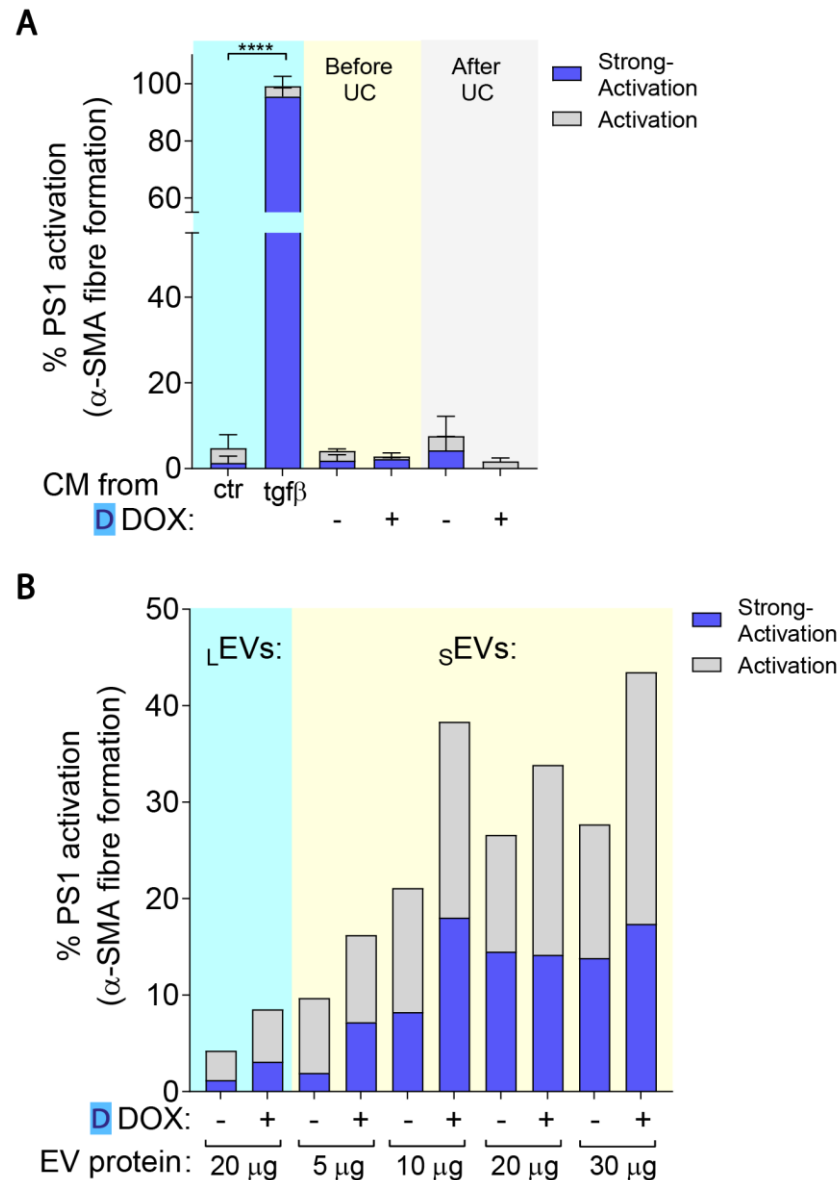 A
% PS1 activation
(α-SMA fibre formation)
100
80
60
40
20
0
****
Before
UC
After
UC
Strong-
Activation
Activation
CM from
ctr tgfβ
D DOX: - + - +
B
% PS1 activation
(α-SMA fibre formation)
50
40
30
20
10
0
LEVs:
SEVs:
Strong-
Activation
Activation
D DOX: - + - + - + - + - +
EV protein: 20 μg 5 μg 10 μg 20 μg 30 μg